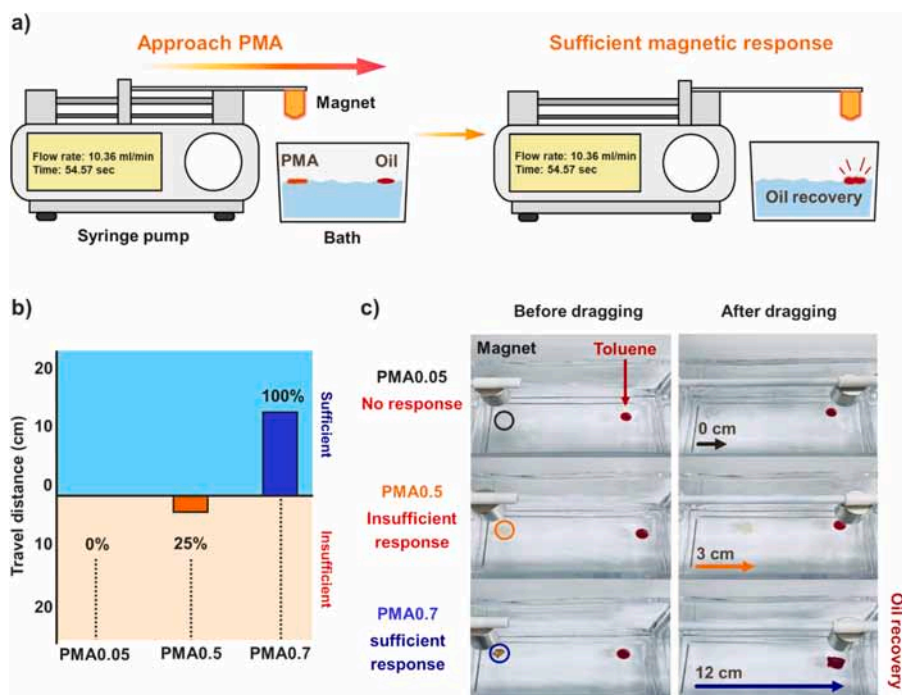 a)
Approach PMA
Sufficient magnetic response
Magnet
Flow rate: 10.36 ml/min
Time: 54.57 sec
PMA
Oil
Syringe pump
Bath
Flow rate: 10.36 ml/min
Time: 54.57 sec
Oil recovery
b)
Travel distance (cm)
20
10
0
10
20
0%
25%
100%
Sufficient
Insufficient
PMA0.05
PMA0.5
PMA0.7
c)
Before dragging
After dragging
PMA0.05
No response
Magnet
Toluene
0 cm
PMA0.5
Insufficient
response
3 cm
PMA0.7
sufficient
response
12 cm
Oil recovery